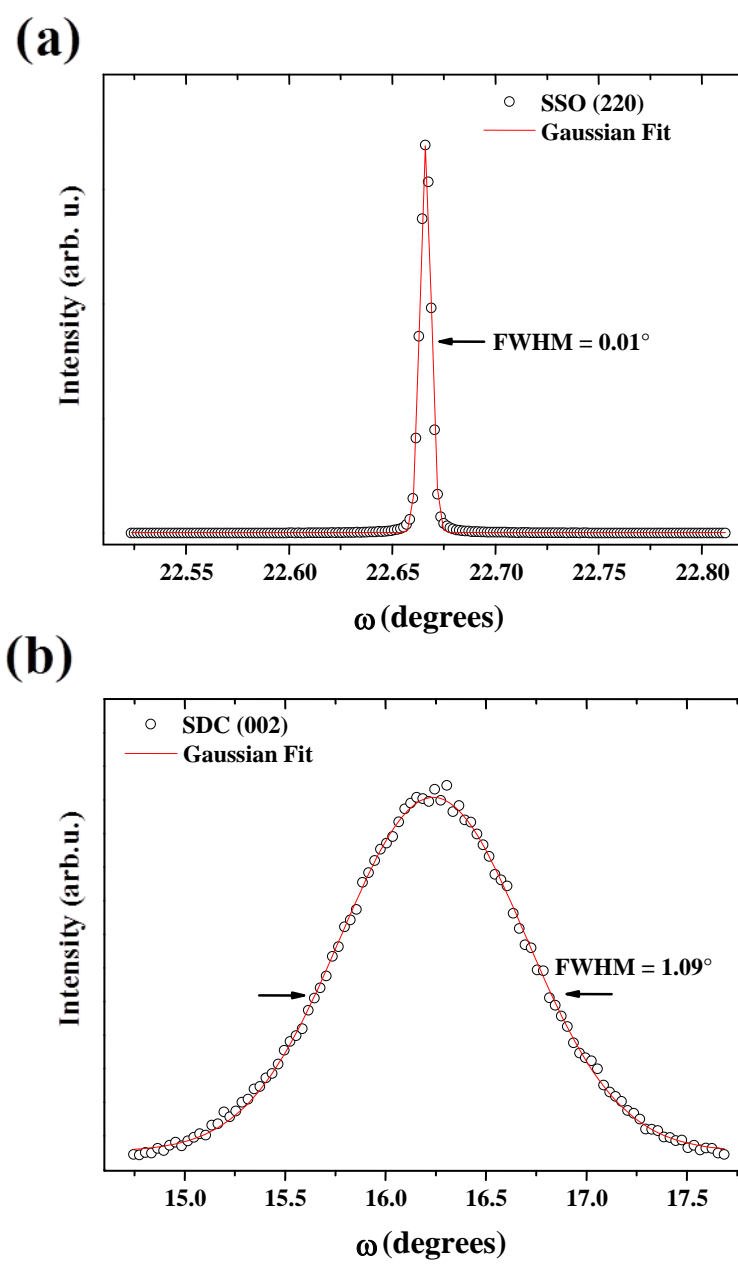 (a)
SSO (220)
Gaussian Fit
Intensity (arb. u.)
FWHM = 0.01°
22.55 22.60 22.65 22.70 22.75 22.80
ω (degrees)
(b)
SDC (002)
Gaussian Fit
Intensity (arb.u.)
FWHM = 1.09°
15.0 15.5 16.0 16.5 17.0 17.5
ω (degrees)